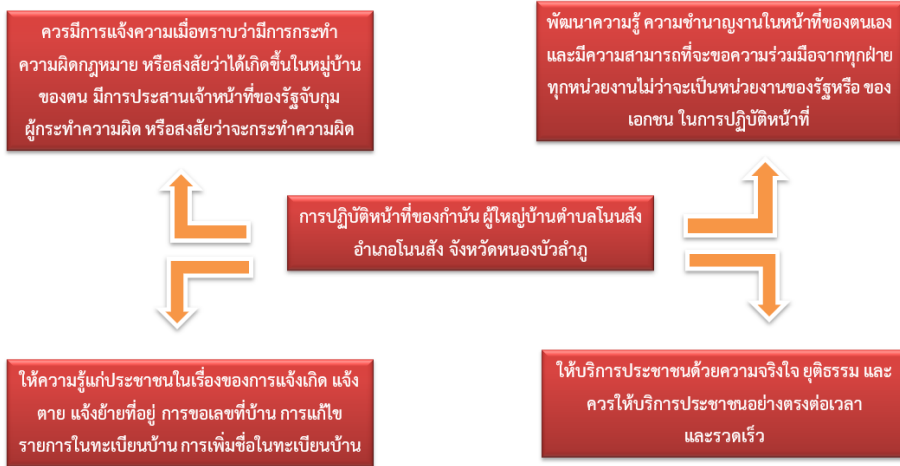 ควรมีการแจ้งความเมื่อทราบว่ามีการกระทำ
ความผิดกฎหมาย หรือสงสัยว่าได้เกิดขึ้นในหมู่บ้าน
ของตน มีการประสานเจ้าหน้าที่ของรัฐจับกุม
ผู้กระทำความผิด หรือสงสัยว่าจะกระทำความผิด
พัฒนาความรู้ ความชำนาญงานในหน้าที่ของตนเอง
และมีความสามารถที่จะขอความร่วมมือจากทุกฝ่าย
ทุกหน่วยงานไม่ว่าจะเป็นหน่วยงานของรัฐหรือ ของ
เอกชน ในการปฏิบัติหน้าที่
การปฏิบัติหน้าที่ของกำนัน ผู้ใหญ่บ้านตำบลโนนสัง
อำเภอโนนสัง จังหวัดหนองบัวลำภู
ให้ความรู้แก่ประชาชนในเรื่องของการแจ้งเกิด แจ้ง
ตาย แจ้งย้ายที่อยู่ การขอเลขที่บ้าน การแก้ไข
รายการในทะเบียนบ้าน การเพิ่มชื่อในทะเบียนบ้าน
ให้บริการประชาชนด้วยความจริงใจ ยุติธรรม และ
ควรให้บริการประชาชนอย่างตรงต่อเวลา
และรวดเร็ว